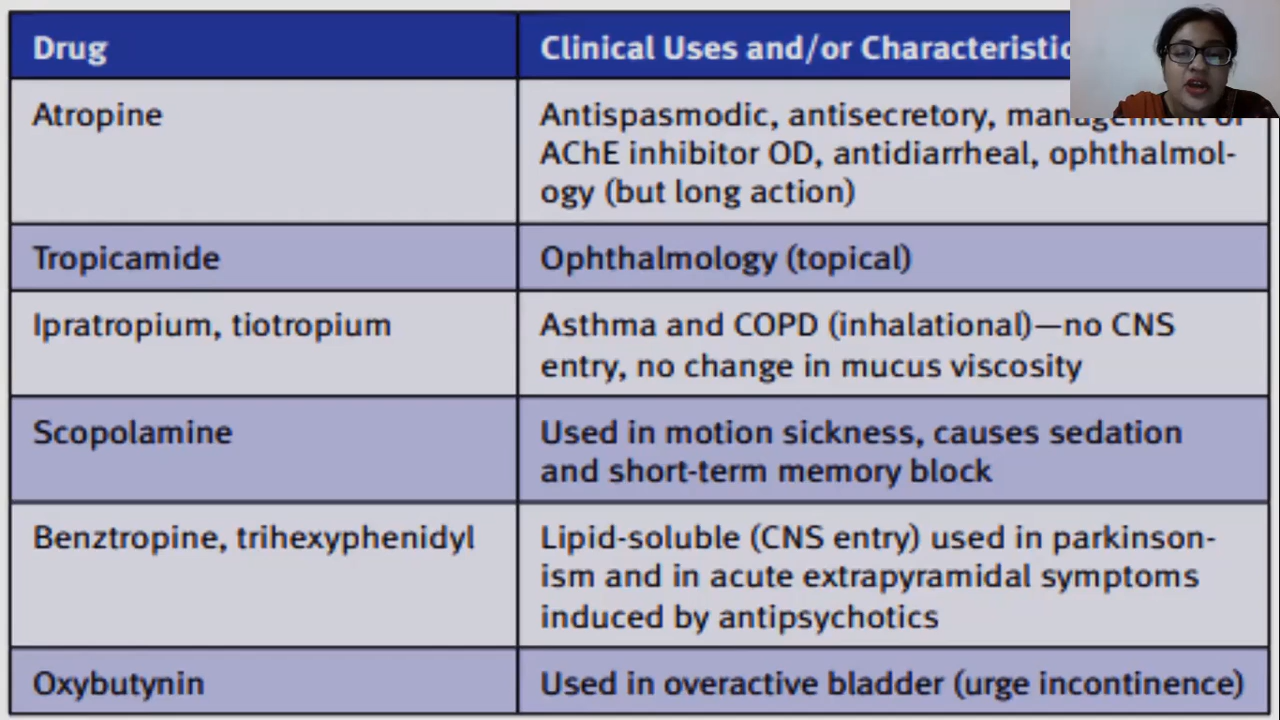 Drug
Clinical Uses and/or Characteristic
Atropine
Antispasmodic, antisecretory, management of
AChE inhibitor OD, antidiarrheal, ophthalmol-
ogy (but long action)
Tropicamide
Ophthalmology (topical)
Ipratropium, tiotropium
Asthma and COPD (inhalational)—no CNS
entry, no change in mucus viscosity
Scopolamine
Used in motion sickness, causes sedation
and short-term memory block
Benztropine, trihexyphenidyl
Lipid-soluble (CNS entry) used in parkinson-
ism and in acute extrapyramidal symptoms
induced by antipsychotics
Oxybutynin
Used in overactive bladder (urge incontinence)